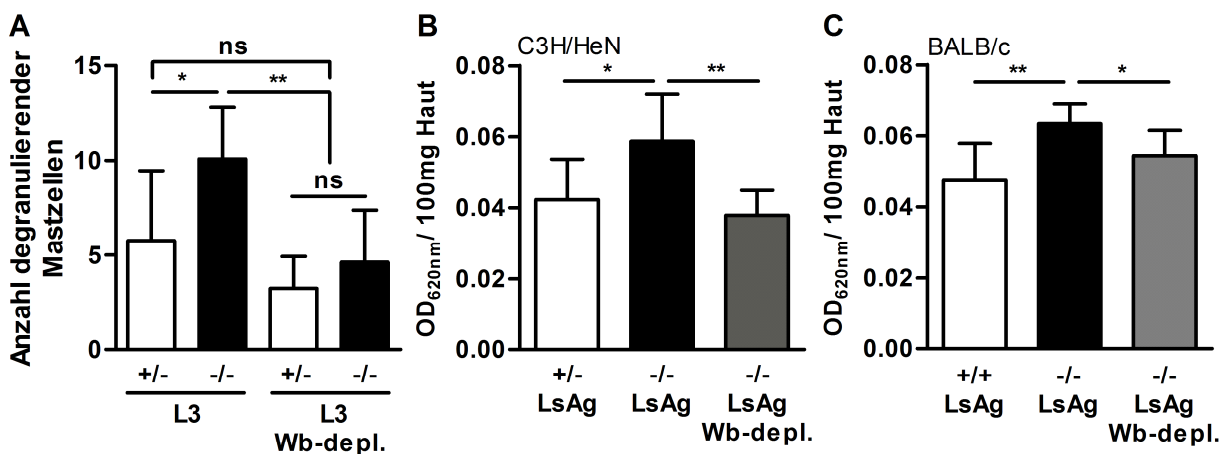 A
Anzahl degranulierender
Mastzellen
15
10
5
0
ns
*
**
ns
+/-
-/-
+/-
-/-
L3
L3
Wb-depl.
B
C3H/HeN
OD620nm/ 100mg Haut
0.08
0.06
0.04
0.02
0.00
*
**
+/-
-/-
-/-
LsAg
LsAg
LsAg
Wb-depl.
C
BALB/c
OD620nm/ 100mg Haut
0.08
0.06
0.04
0.02
0.00
**
*
+/+
-/-
-/-
LsAg
LsAg
LsAg
Wb-depl.